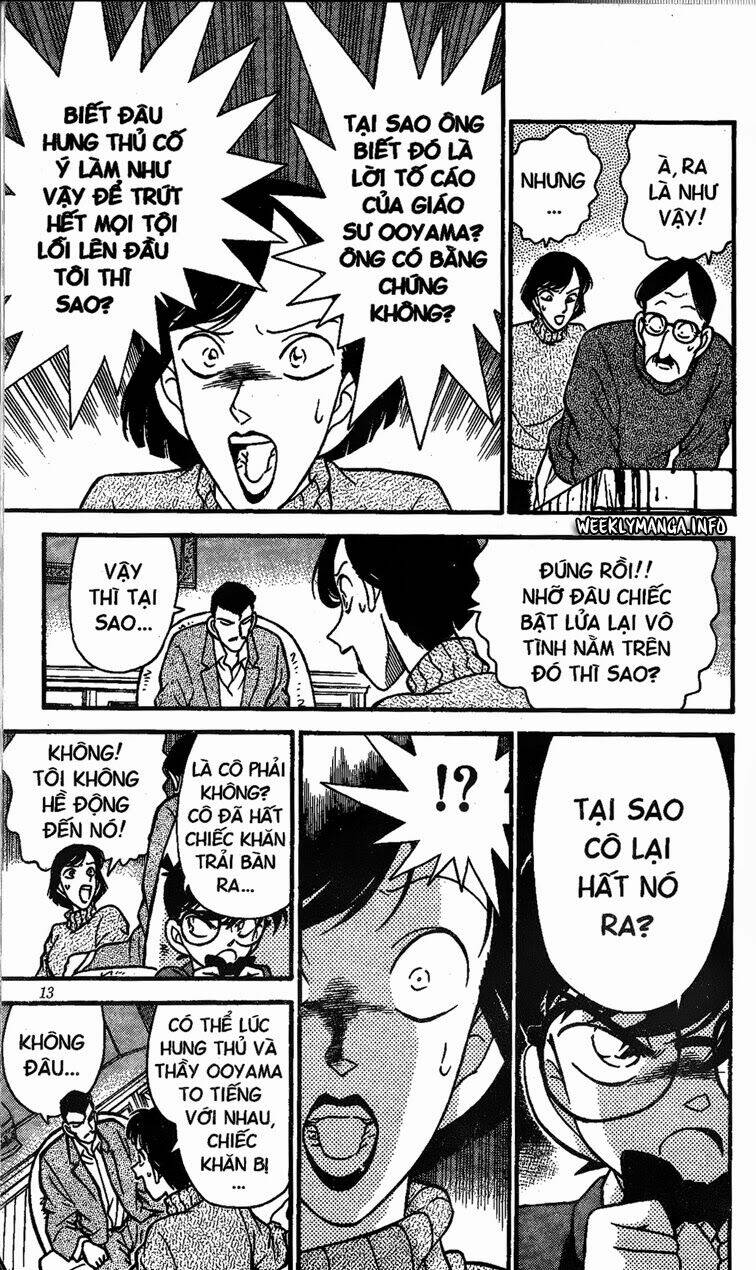 À, RA
LÀ NHƯ
VẬY!
NHƯNG
...
TẠI SAO ÔNG
BIẾT ĐÓ LÀ
LỜI TỐ CÁO
CỦA GIÁO
SƯ OOYAMA?
ÔNG CÓ BẰNG
CHỨNG
KHÔNG?
BIẾT ĐÂU
HUNG THỦ CỐ
Ý LÀM NHƯ
VẬY ĐỂ TRÚT
HẾT MỌI TỘI
LỖI LÊN ĐẦU
TÔI THÌ
SAO?
WEEKLYMANGA.INFO
ĐÚNG RỒI!!
NHỠ ĐÂU CHIẾC
BẬT LỬA LẠI VÔ
TÌNH NẰM TRÊN
ĐÓ THÌ SAO?
VẬY
THÌ TẠI
SAO...
TẠI SAO
CÔ LẠI
HẤT NÓ
RA?
!?
LÀ CÔ PHẢI
KHÔNG?
CÔ ĐÃ HẤT
CHIẾC KHĂN
TRẢI BÀN
RA...
KHÔNG!
TÔI KHÔNG
HỀ ĐỘNG
ĐẾN NÓ!
13
CÓ THỂ LÚC
HUNG THỦ VÀ
THẦY OOYAMA
TO TIẾNG
VỚI NHAU,
CHIẾC
KHĂN BỊ
...
KHÔNG
ĐÂU...